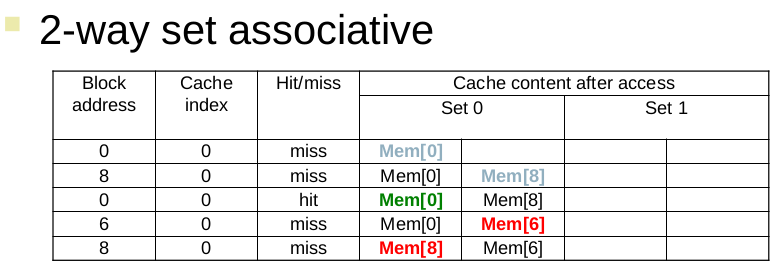 2-way set associative
Block address Cache index Hit/miss Cache content after access
Set 0 Set 1
0 0 miss Mem[0]
8 0 miss Mem[0] Mem[8]
0 0 hit Mem[0] Mem[8]
6 0 miss Mem[0] Mem[6]
8 0 miss Mem[8] Mem[6]